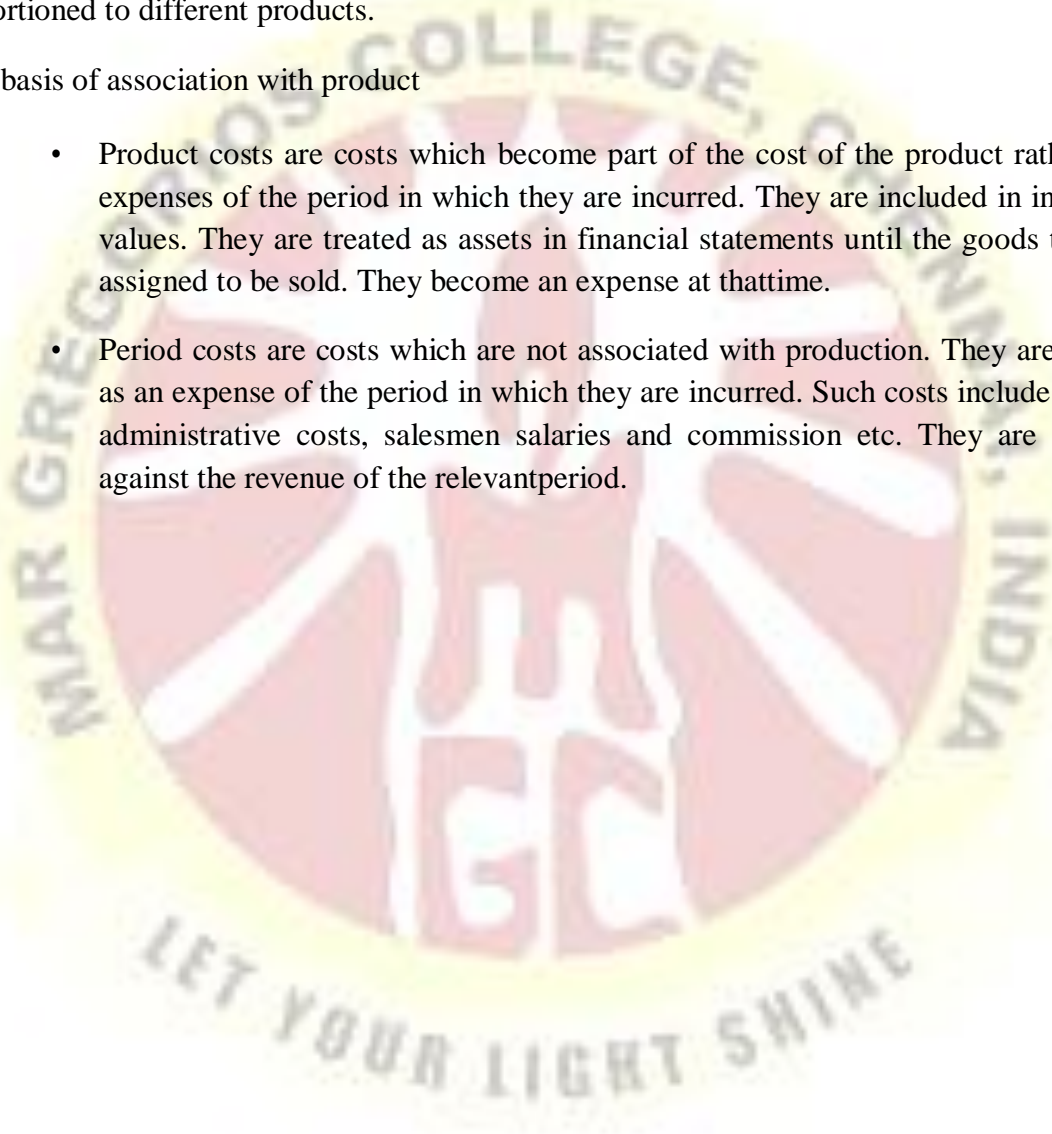 ortioned to different products.
basis of association with product
• Product costs are costs which become part of the cost of the product rat
expenses of the period in which they are incurred. They are included in in
values. They are treated as assets in financial statements until the goods t
assigned to be sold. They become an expense at thattime.
• Period costs are costs which are not associated with production. They are
as an expense of the period in which they are incurred. Such costs include
administrative costs, salesmen salaries and commission etc. They are
against the revenue of the relevantperiod.
MAR GREGORIOS COLLEGE, CHENNAI, INDIA
GC
LET YOUR LIGHT SHINE